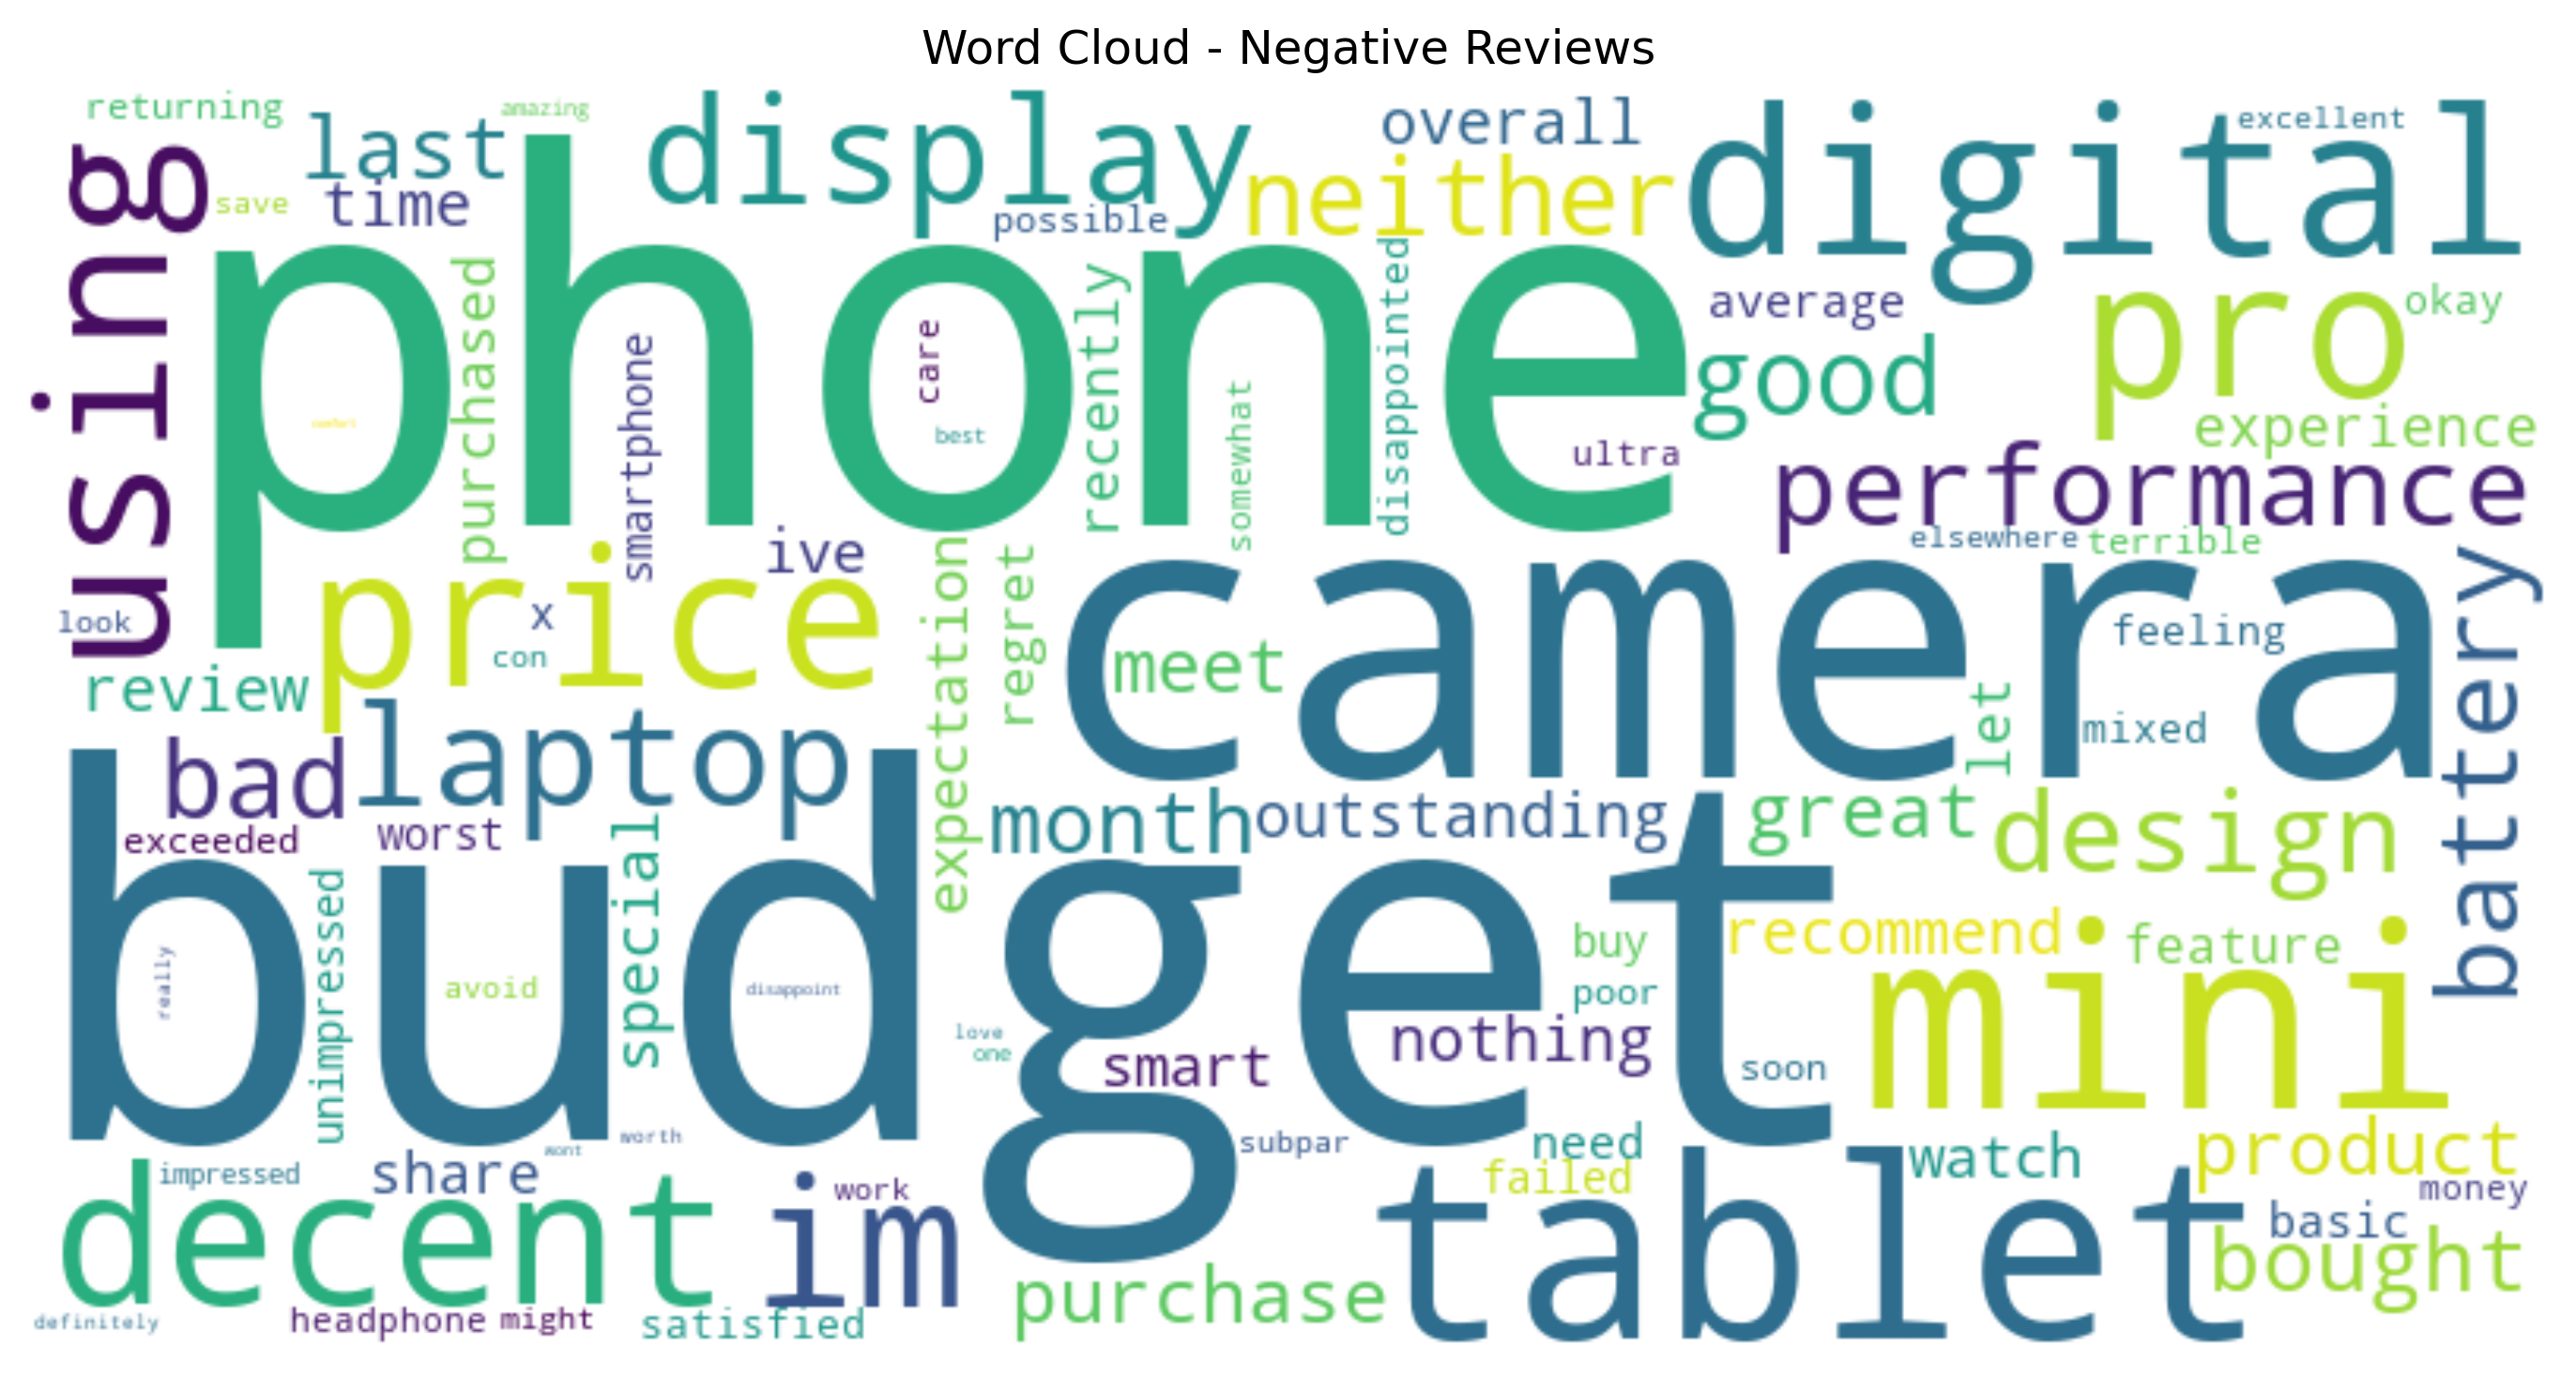 Word Cloud - Negative Reviews
returning
amazing
last
display
overall
digital
excellent
using
save
time
possible
neither
phone
purchased
smartphone
care
best
recently
somewhat
disappointed
average
okay
pro
good
ultra
experience
performance
comfort
elsewhere
terrible
ive
price
x
con
look
review
expectation
regret
camera
meet
feeling
let
mixed
battery
bad
laptop
exceeded
worst
special
month
outstanding
great
design
budget
unimpressed
really
avoid
disappoint
buy
recommend
feature
poor
mini
love
one
smart
nothing
soon
worth
wont
subpar
need
watch
product
impressed
share
failed
work
money
decent
im
tablet
basic
bought
purchase
definitely
headphone
might
satisfied